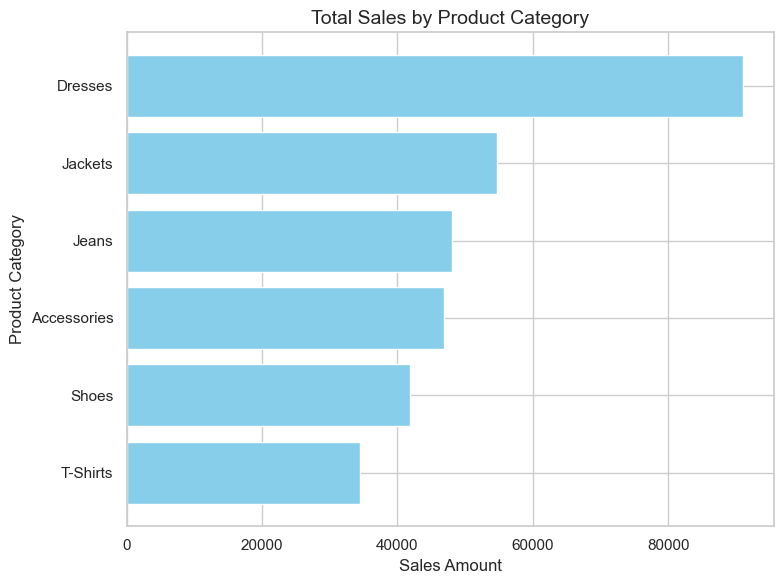 Total Sales by Product Category
Product Category
Dresses
Jackets
Jeans
Accessories
Shoes
T-Shirts
0 20000 40000 60000 80000
Sales Amount